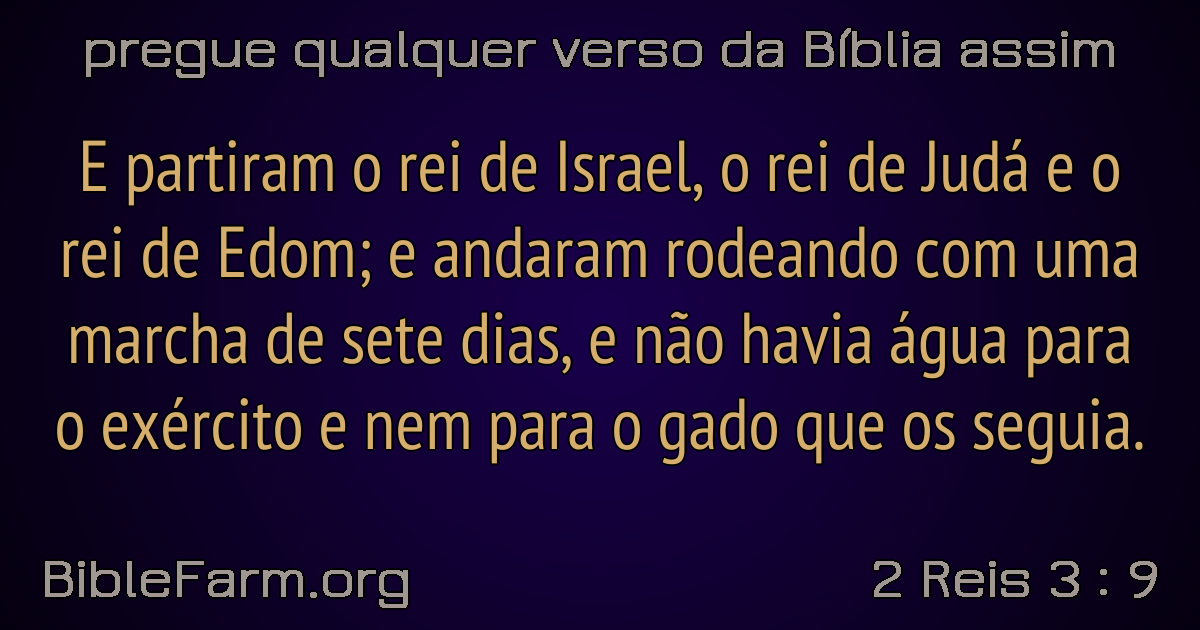 pregue qualquer verso da Bíblia assim
E partiram o rei de Israel, o rei de Judá e o
rei de Edom; e andaram rodeando com uma
marcha de sete dias, e não havia água para
o exército e nem para o gado que os seguia.
BibleFarm.org
2 Reis 3 : 9